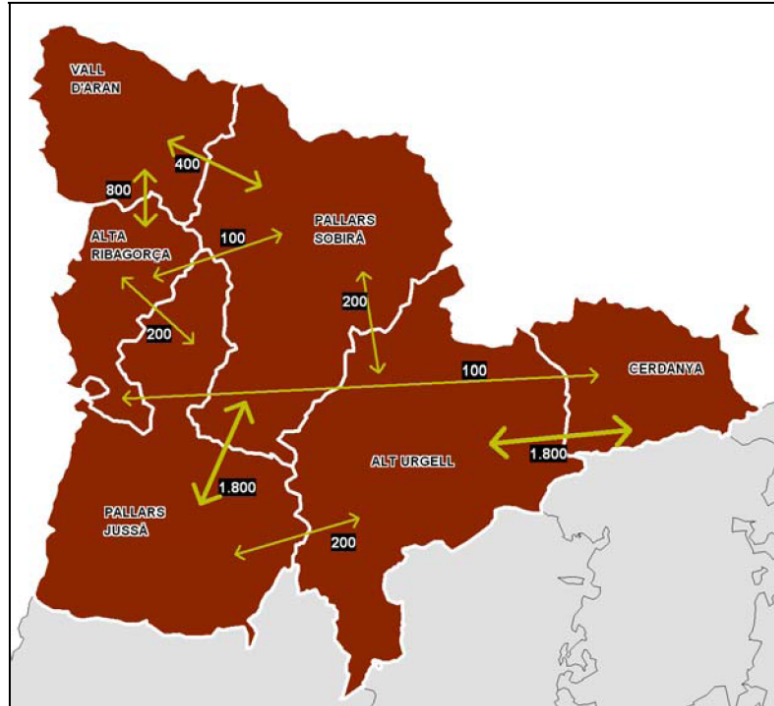 VALL
D'ARAN
400
800
ALTA
RIBAGORÇA
100
PALLARS
SOBIRÀ
200
200
100
CERDANYA
ALT URGELL
1.800
1.800
PALLARS
JUSSÀ
200